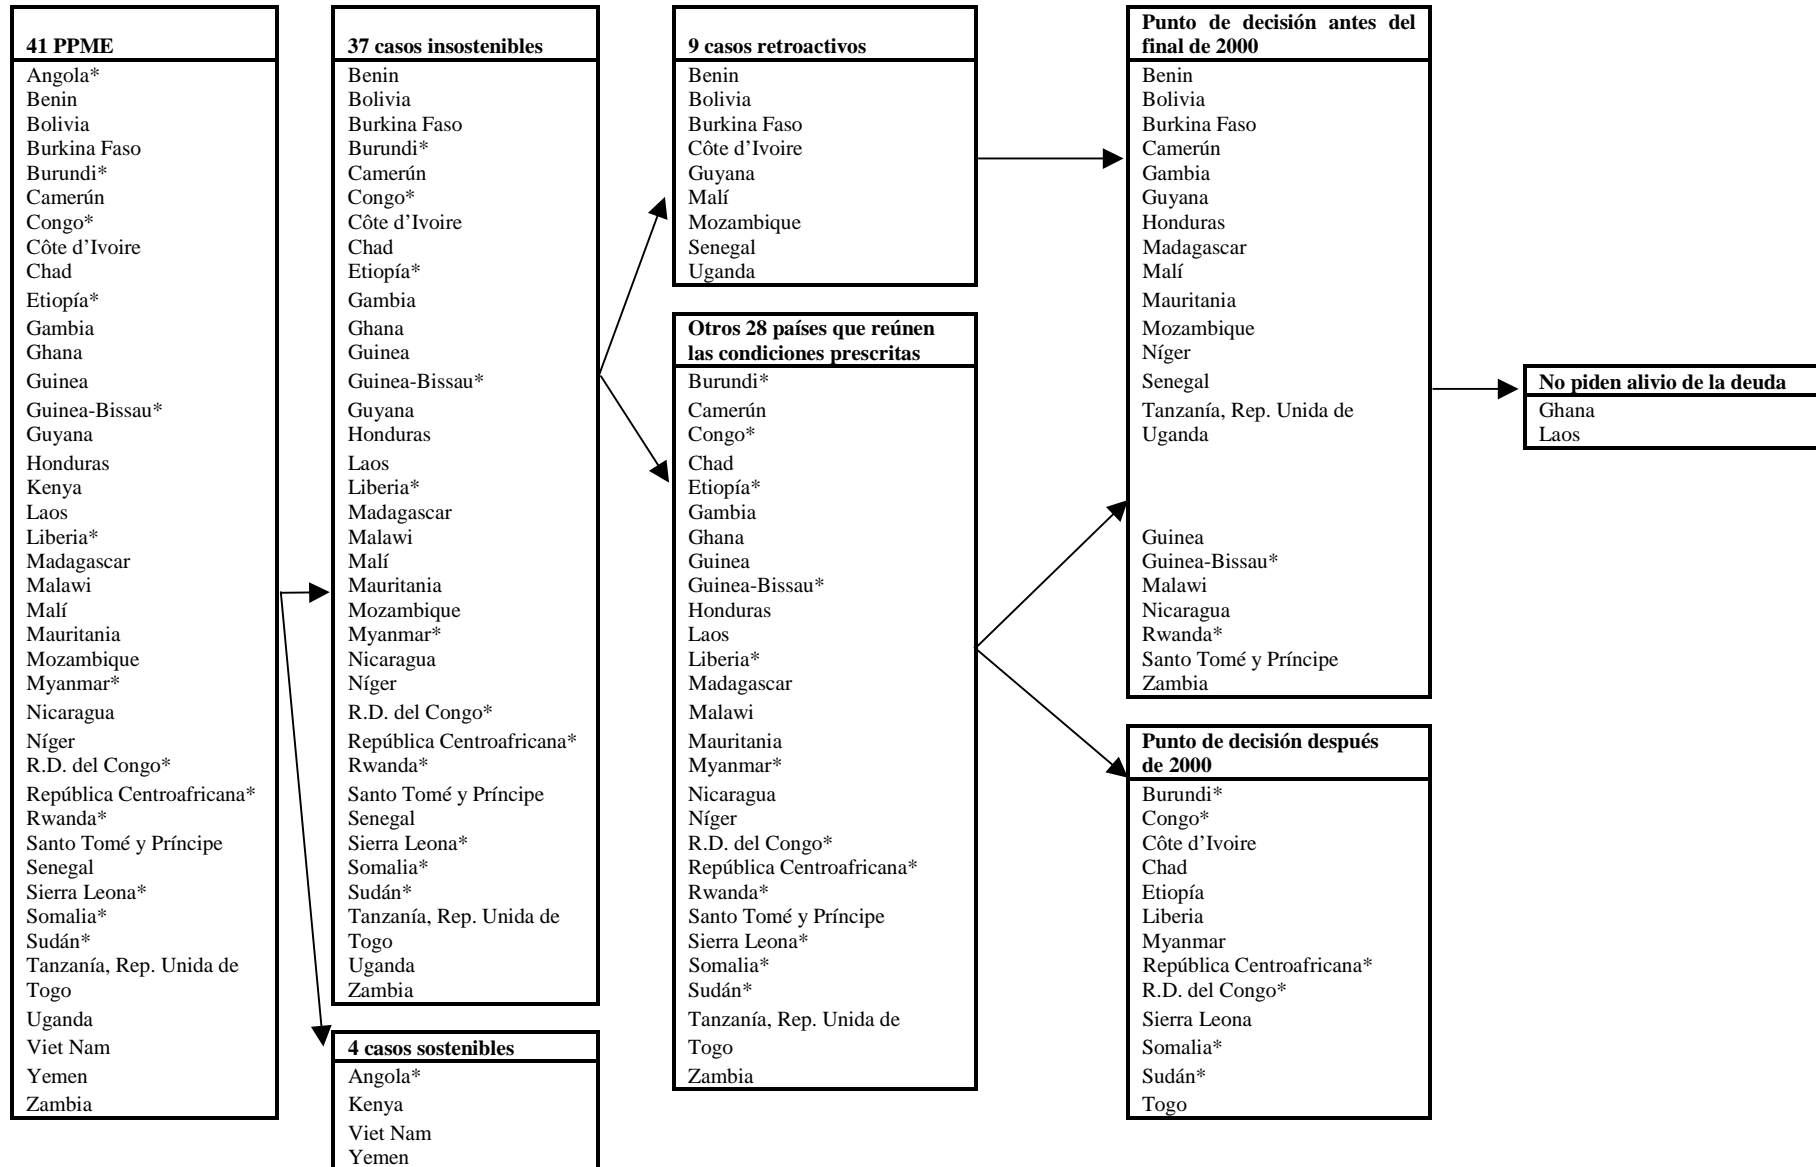 41 PPME
Angola*
Benin
Bolivia
Burkina Faso
Burundi*
Camerún
Congo*
Côte d’Ivoire
Chad
Etiopía*
Gambia
Ghana
Guinea
Guinea-Bissau*
Guyana
Honduras
Kenya
Laos
Liberia*
Madagascar
Malawi
Malí
Mauritania
Mozambique
Myanmar*
Nicaragua
Níger
R.D. del Congo*
República Centroafricana*
Rwanda*
Santo Tomé y Príncipe
Senegal
Sierra Leona*
Somalia*
Sudán*
Tanzanía, Rep. Unida de
Togo
Uganda
Viet Nam
Yemen
Zambia
37 casos insostenibles
Benin
Bolivia
Burkina Faso
Burundi*
Camerún
Congo*
Côte d’Ivoire
Chad
Etiopía*
Gambia
Ghana
Guinea
Guinea-Bissau*
Guyana
Honduras
Laos
Liberia*
Madagascar
Malawi
Malí
Mauritania
Mozambique
Myanmar*
Nicaragua
Níger
R.D. del Congo*
República Centroafricana*
Rwanda*
Santo Tomé y Príncipe
Senegal
Sierra Leona*
Somalia*
Sudán*
Tanzanía, Rep. Unida de
Togo
Uganda
Zambia
4 casos sostenibles
Angola*
Kenya
Viet Nam
Yemen
9 casos retroactivos
Benin
Bolivia
Burkina Faso
Côte d’Ivoire
Guyana
Malí
Mozambique
Senegal
Uganda
Otros 28 países que reúnen
las condiciones prescritas
Burundi*
Camerún
Congo*
Chad
Etiopía*
Gambia
Ghana
Guinea
Guinea-Bissau*
Honduras
Laos
Liberia*
Madagascar
Malawi
Mauritania
Myanmar*
Nicaragua
Níger
R.D. del Congo*
República Centroafricana*
Rwanda*
Santo Tomé y Príncipe
Sierra Leona*
Somalia*
Sudán*
Tanzanía, Rep. Unida de
Togo
Zambia
Punto de decisión antes del
final de 2000
Benin
Bolivia
Burkina Faso
Camerún
Gambia
Guyana
Honduras
Madagascar
Malí
Mauritania
Mozambique
Níger
Senegal
Tanzanía, Rep. Unida de
Uganda
Guinea
Guinea-Bissau*
Malawi
Nicaragua
Rwanda*
Santo Tomé y Príncipe
Zambia
Punto de decisión después
de 2000
Burundi*
Congo*
Côte d’Ivoire
Chad
Etiopía
Liberia
Myanmar
República Centroafricana*
R.D. del Congo*
Sierra Leona
Somalia*
Sudán*
Togo
No piden alivio de la deuda
Ghana
Laos